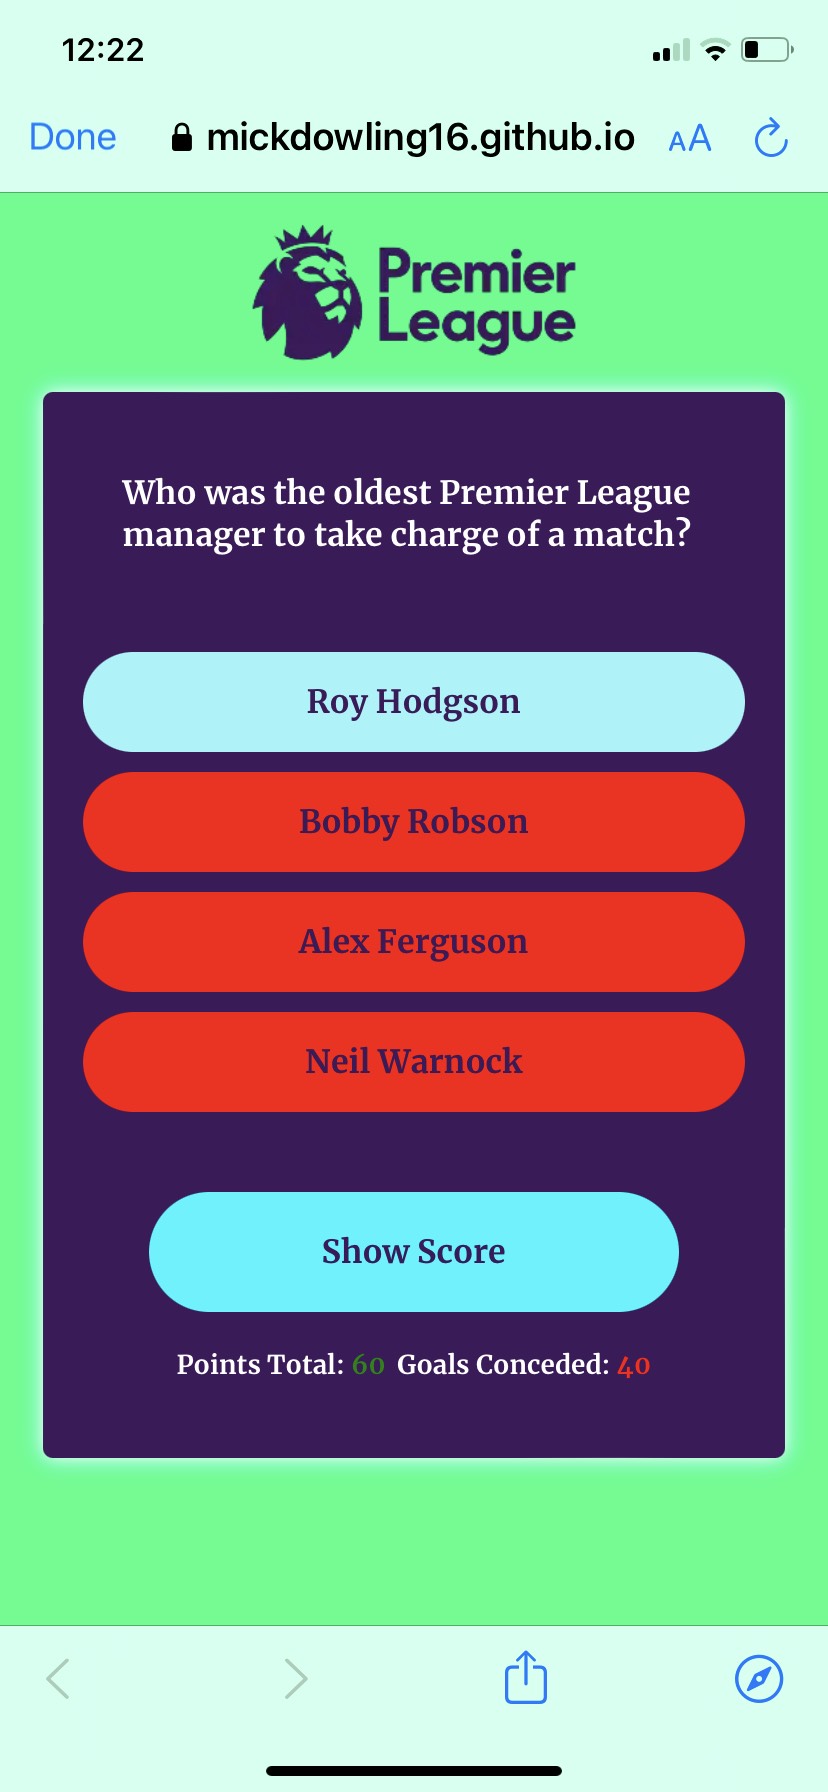 12:22
Done mickdowling16.github.io AA
Premier
League
Who was the oldest Premier League
manager to take charge of a match?
Roy Hodgson
Bobby Robson
Alex Ferguson
Neil Warnock
Show Score
Points Total: 60 Goals Conceded: 40